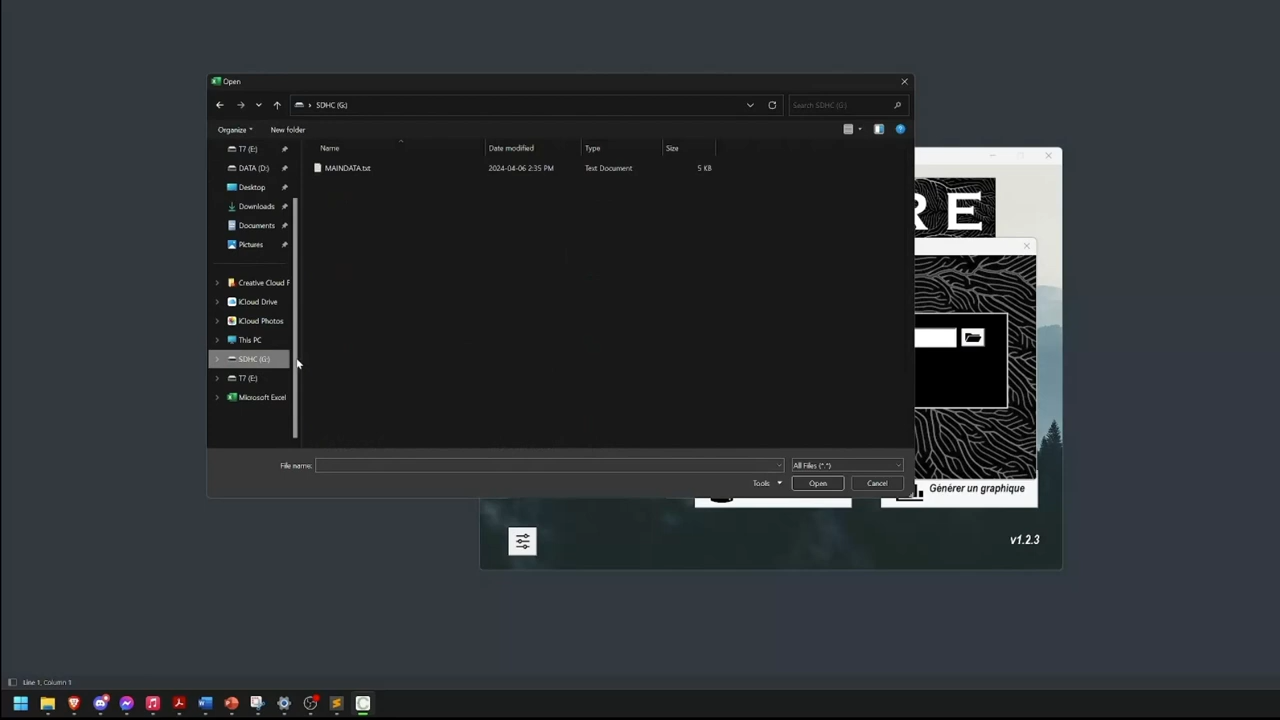 Open
SDHC (G:)
Search SDHC (G:)
Organize
New folder
Name
Date modified
Type
Size
MAINDATA.txt
2024-04-06 2:35 PM
Text Document
5 KB
T7 (E:)
DATA (D:)
Desktop
Downloads
Documents
Pictures
Creative Cloud F
iCloud Drive
iCloud Photos
This PC
SDHC (G:)
T7 (E:)
Microsoft Excel
File name:
All Files (*.*)
Tools
Open
Cancel
R E
Générer un graphique
v1.2.3
Line 1, Column 1